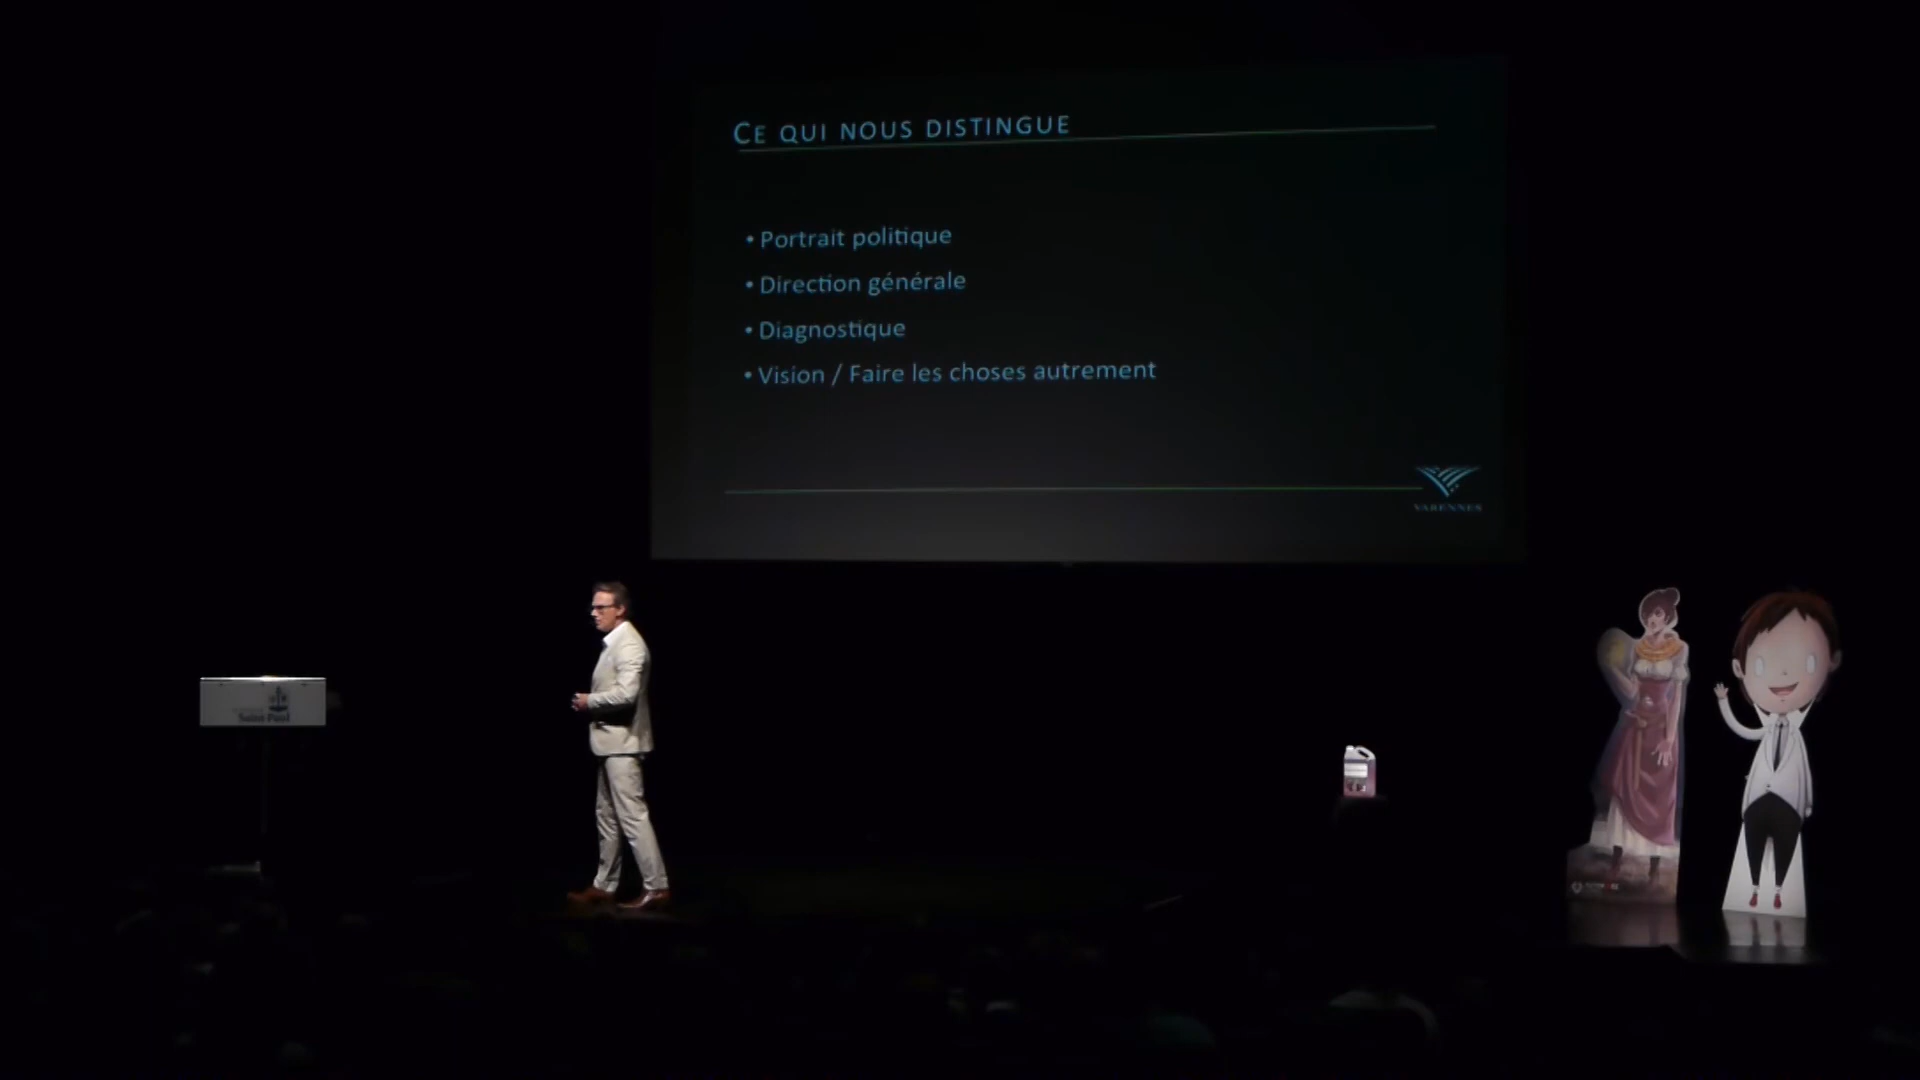 CE QUI NOUS DISTINGUE
• Portrait politique
• Direction générale
• Diagnostique
• Vision / Faire les choses autrement
VARENNES
Saint-Paul